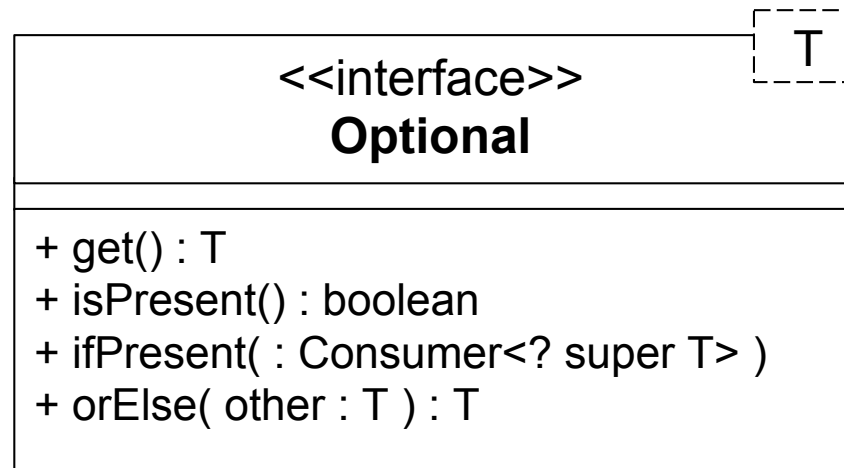 T
<<interface>>
Optional
+ get() : T
+ isPresent() : boolean
+ ifPresent( : Consumer<? super T> )
+ orElse( other : T ) : T